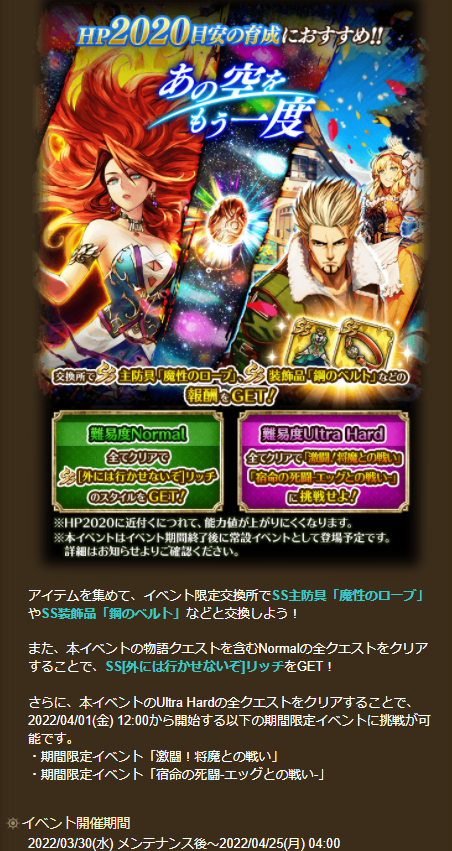 HP2020目安の育成におすすめ!!
あの空を
もう一度
交換所でSS主防具「魔性のローブ」、SS装飾品「鋼のベルト」などの
報酬をGET!
難易度Normal
全てクリアで
SS[外には行かせないぞ]リッチ
のスタイルをGET!
難易度Ultra Hard
全てクリアで「激闘!将魔との戦い」
「宿命の死闘-エッグとの戦い-」
に挑戦せよ!
※HP2020に近付くにつれて、能力値が上がりにくくなります。
※本イベントはイベント期間終了後に常設イベントとして登場予定です。
詳細はお知らせよりご確認ください。
アイテムを集めて、イベント限定交換所でSS主防具「魔性のローブ」
やSS装飾品「鋼のベルト」などと交換しよう!
また、本イベントの物語クエストを含むNormalの全クエストをクリア
することで、SS[外には行かせないぞ]リッチをGET!
さらに、本イベントのUltra Hardの全クエストをクリアすることで、
2022/04/01(金) 12:00から開始する以下の期間限定イベントに挑戦が可
能です。
・期間限定イベント「激闘!将魔との戦い」
・期間限定イベント「宿命の死闘-エッグとの戦い-」
イベント開催期間
2022/03/30(水) メンテナンス後~2022/04/25(月) 04:00